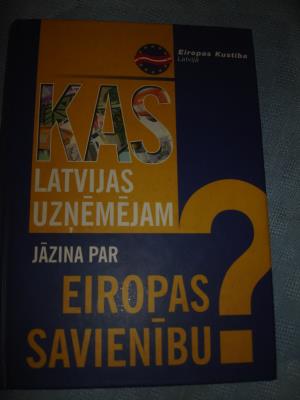 Eiropas Kustība
Latvijā
KAS
LATVIJAS
UZŅĒMĒJAM
JĀZINA PAR
EIROPAS
SAVIENĪBU?